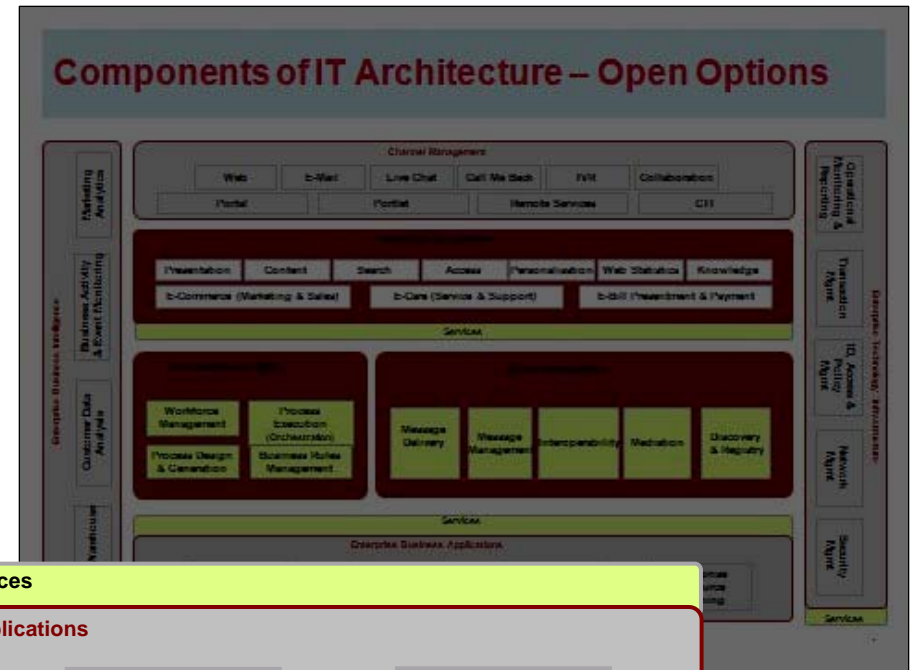 Components of IT Architecture – Open Options
Channel Management
Web
E-Mail
Live Chat
Call Me Back
IVR
Collaboration
Portal
Portlet
Remote Services
CTI
Presentation
Content
Search
Access
Personalisation
Web Statistics
Knowledge
E-Commerce (Marketing & Sales)
E-Care (Service & Support)
E-Bill Presentment & Payment
Services
Workforce
Management
Process
Execution
(Orchestration)
Process Design
& Generation
Business Rules
Management
Message
Delivery
Message
Management
Interoperability
Mediation
Discovery
& Registry
Services
Enterprise Business Applications
Enterprise Business Intelligence
Marketing
Analytics
Business Activity
& Event Monitoring
Customer Data
Analysis
Operational
Monitoring &
Reporting
Transaction
Mgmt
ID, Access &
Policy
Mgmt
Network
Mgmt
Security
Mgmt
Services
ces
plications